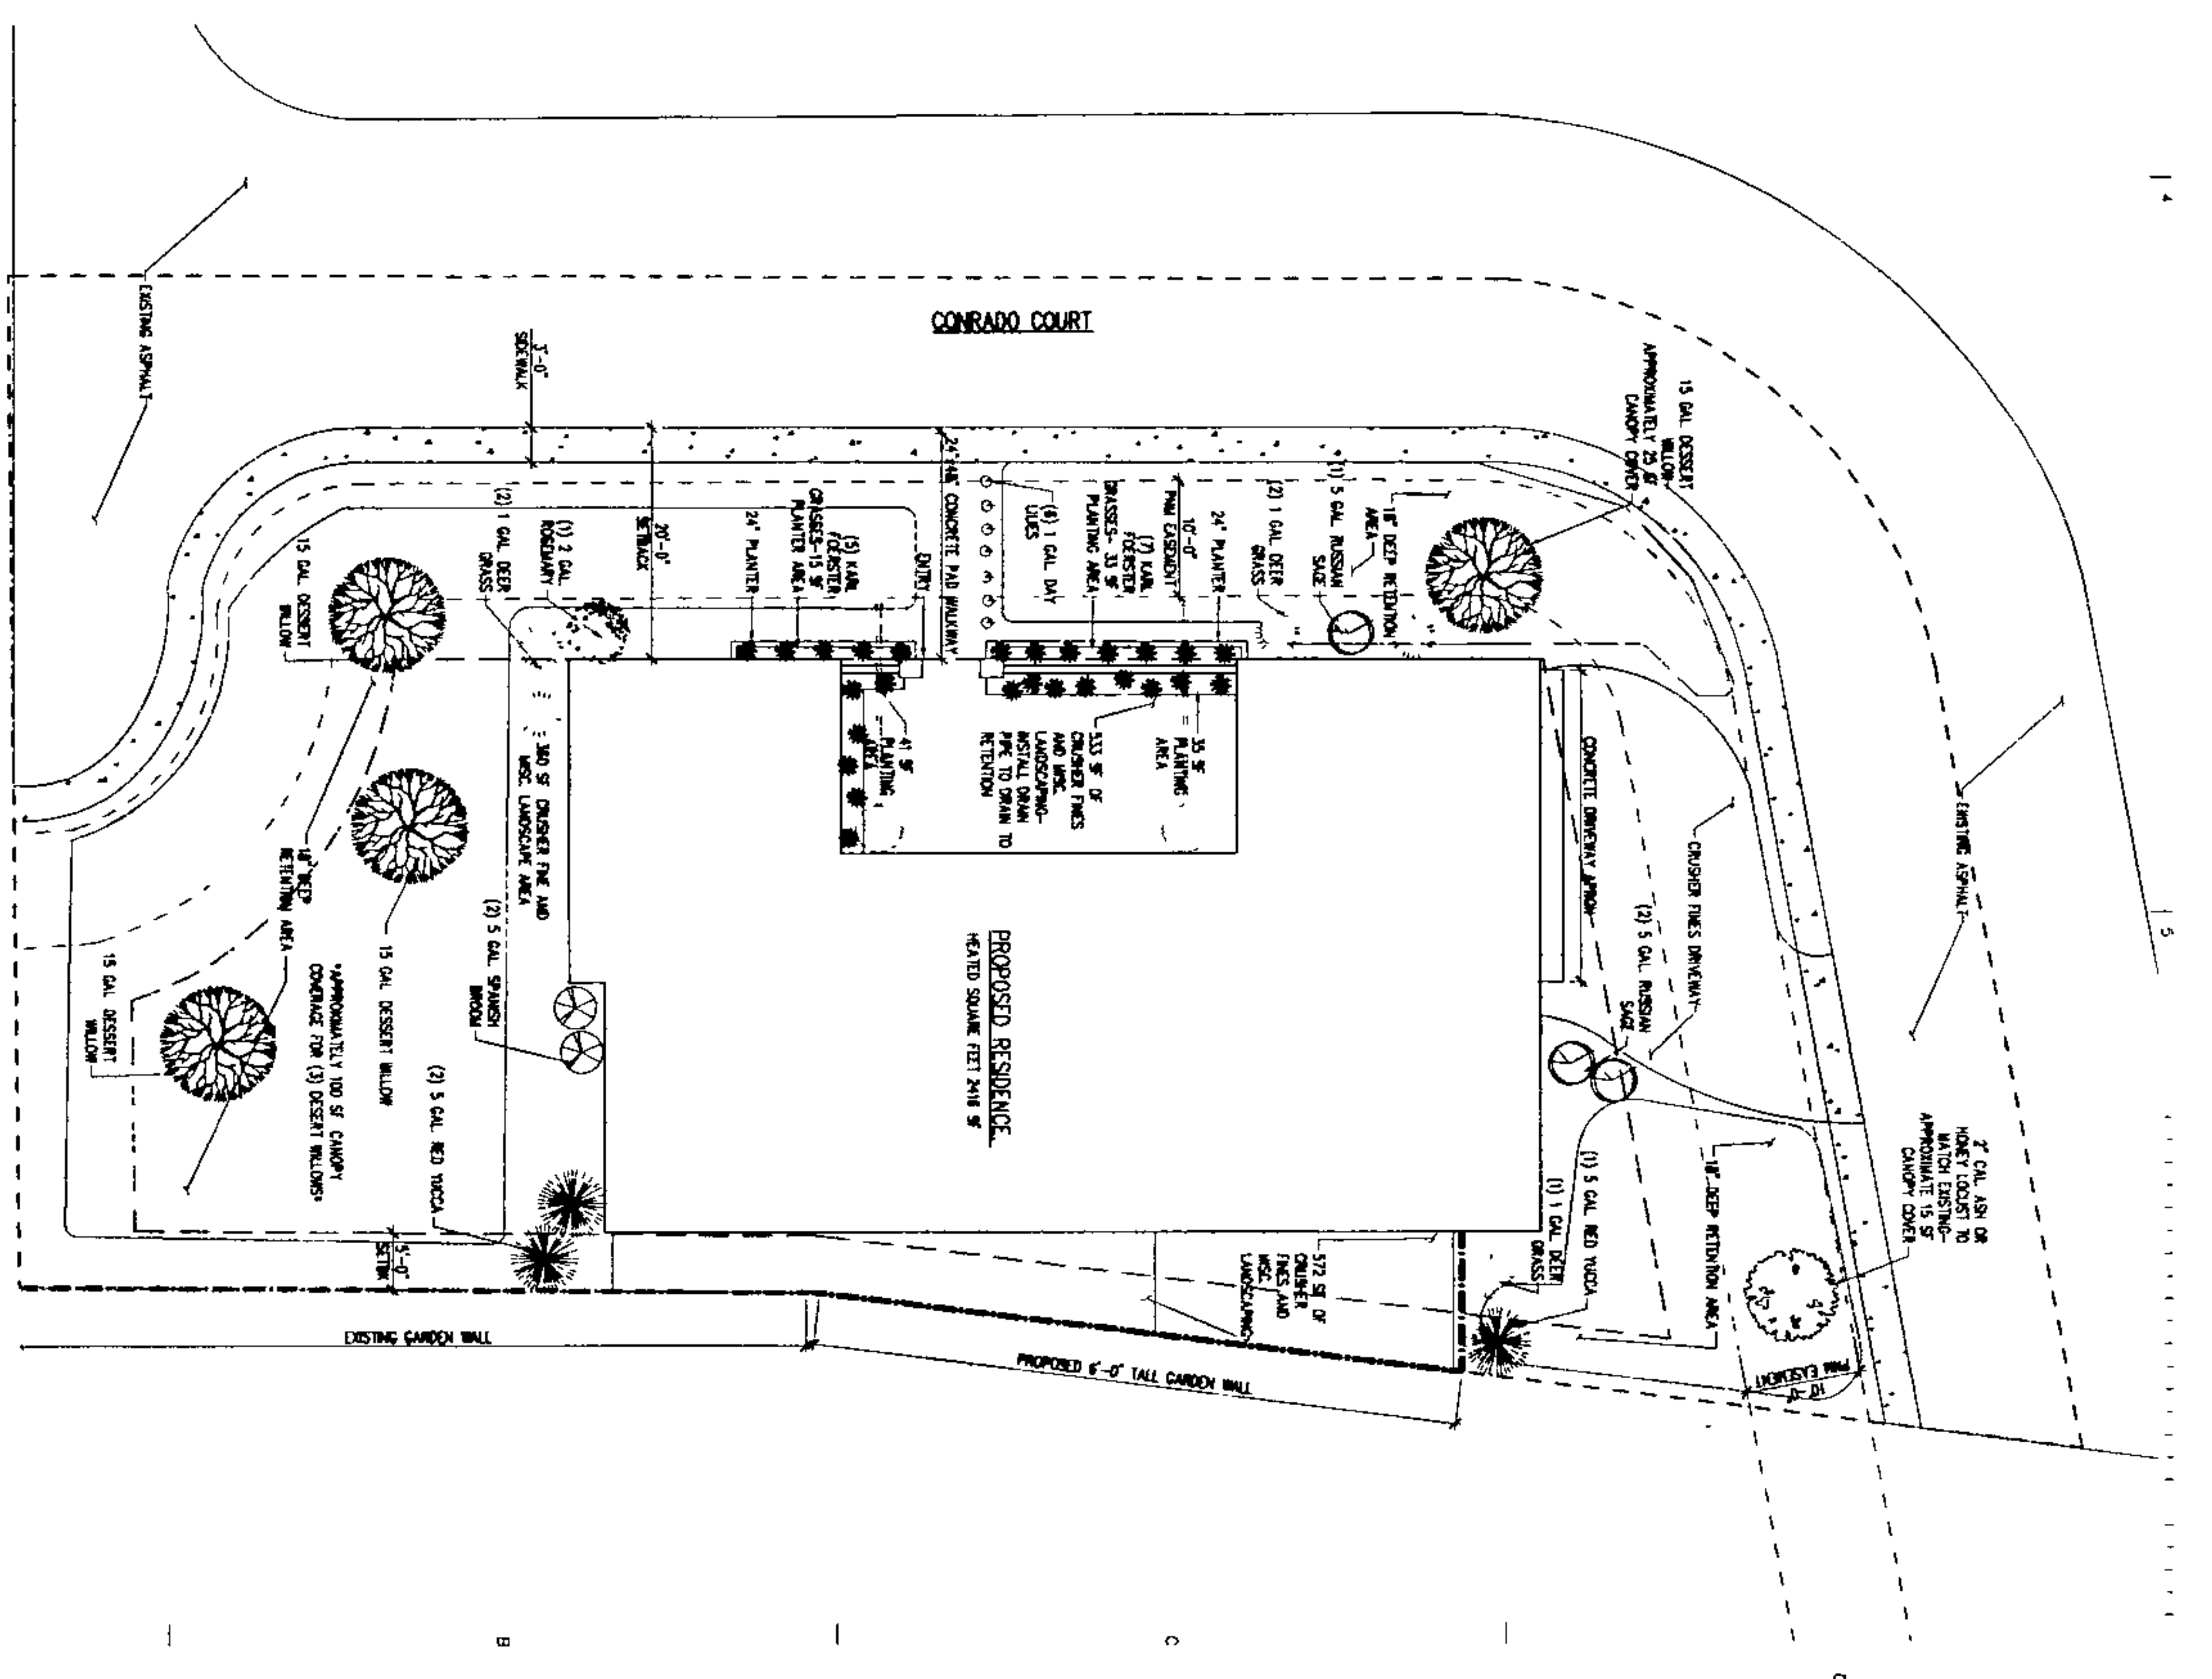 CONRADO COURT
EXISTING ASPHALT
3'-0"
SIDEWALK
15 GAL DESSERT
WILLOW
(2) 1 GAL DEER
GRASS
(1) 2 GAL
ROSEMARY
20'-0"
SETBACK
24" PLANTER
(5) KARL
FOERSTER
GRASSES-15 SF
PLANTER AREA
ENTRY
CONCRETE PAD WALKWAY
(6) 1 GAL DAY
LILIES
(7) KARL
FOERSTER
GRASSES- 33 SF
PLANTING AREA
10'-0"
PNM EASEMENT
24" PLANTER
(2) 1 GAL DEER
GRASS
(1) 5 GAL RUSSIAN
SAGE
18" DEEP RETENTION
AREA
15 GAL DESSERT
WILLOW
APPROXIMATELY 25 SF
CANOPY COVER
EXISTING ASPHALT
CONCRETE DRIVEWAY APRON
CRUSHER FINES DRIVEWAY
(2) 5 GAL RUSSIAN
SAGE
41 SF
PLANTING
AREA
533 SF OF
CRUSHER FINES
AND MISC.
LANDSCAPING-
INSTALL DRAIN
PIPE TO DRAIN TO
RETENTION
35 SF
PLANTING
AREA
360 SF CRUSHER FINE AND
MISC. LANDSCAPE AREA
(2) 5 GAL SPANISH
BROOM
18" DEEP
RETENTION AREA
15 GAL DESSERT WILLOW
15 GAL DESSERT
WILLOW
*APPROXIMATELY 100 SF CANOPY
COVERAGE FOR (3) DESERT WILLOWS*
(2) 5 GAL RED YUCCA
PROPOSED RESIDENCE
HEATED SQUARE FEET 2416 SF
2" CAL ASH OR
HONEY LOCUST TO
MATCH EXISTING-
APPROXIMATE 15 SF
CANOPY COVER
18" DEEP RETENTION AREA
(1) 5 GAL RED YUCCA
(1) 1 GAL DEER
GRASS
572 SF OF
CRUSHER
FINES AND
MISC.
LANDSCAPING
5'-0"
SETBK
EXISTING GARDEN WALL
PROPOSED 6'-0" TALL GARDEN WALL
10'-0"
PNM EASEMENT
4
5
B
C